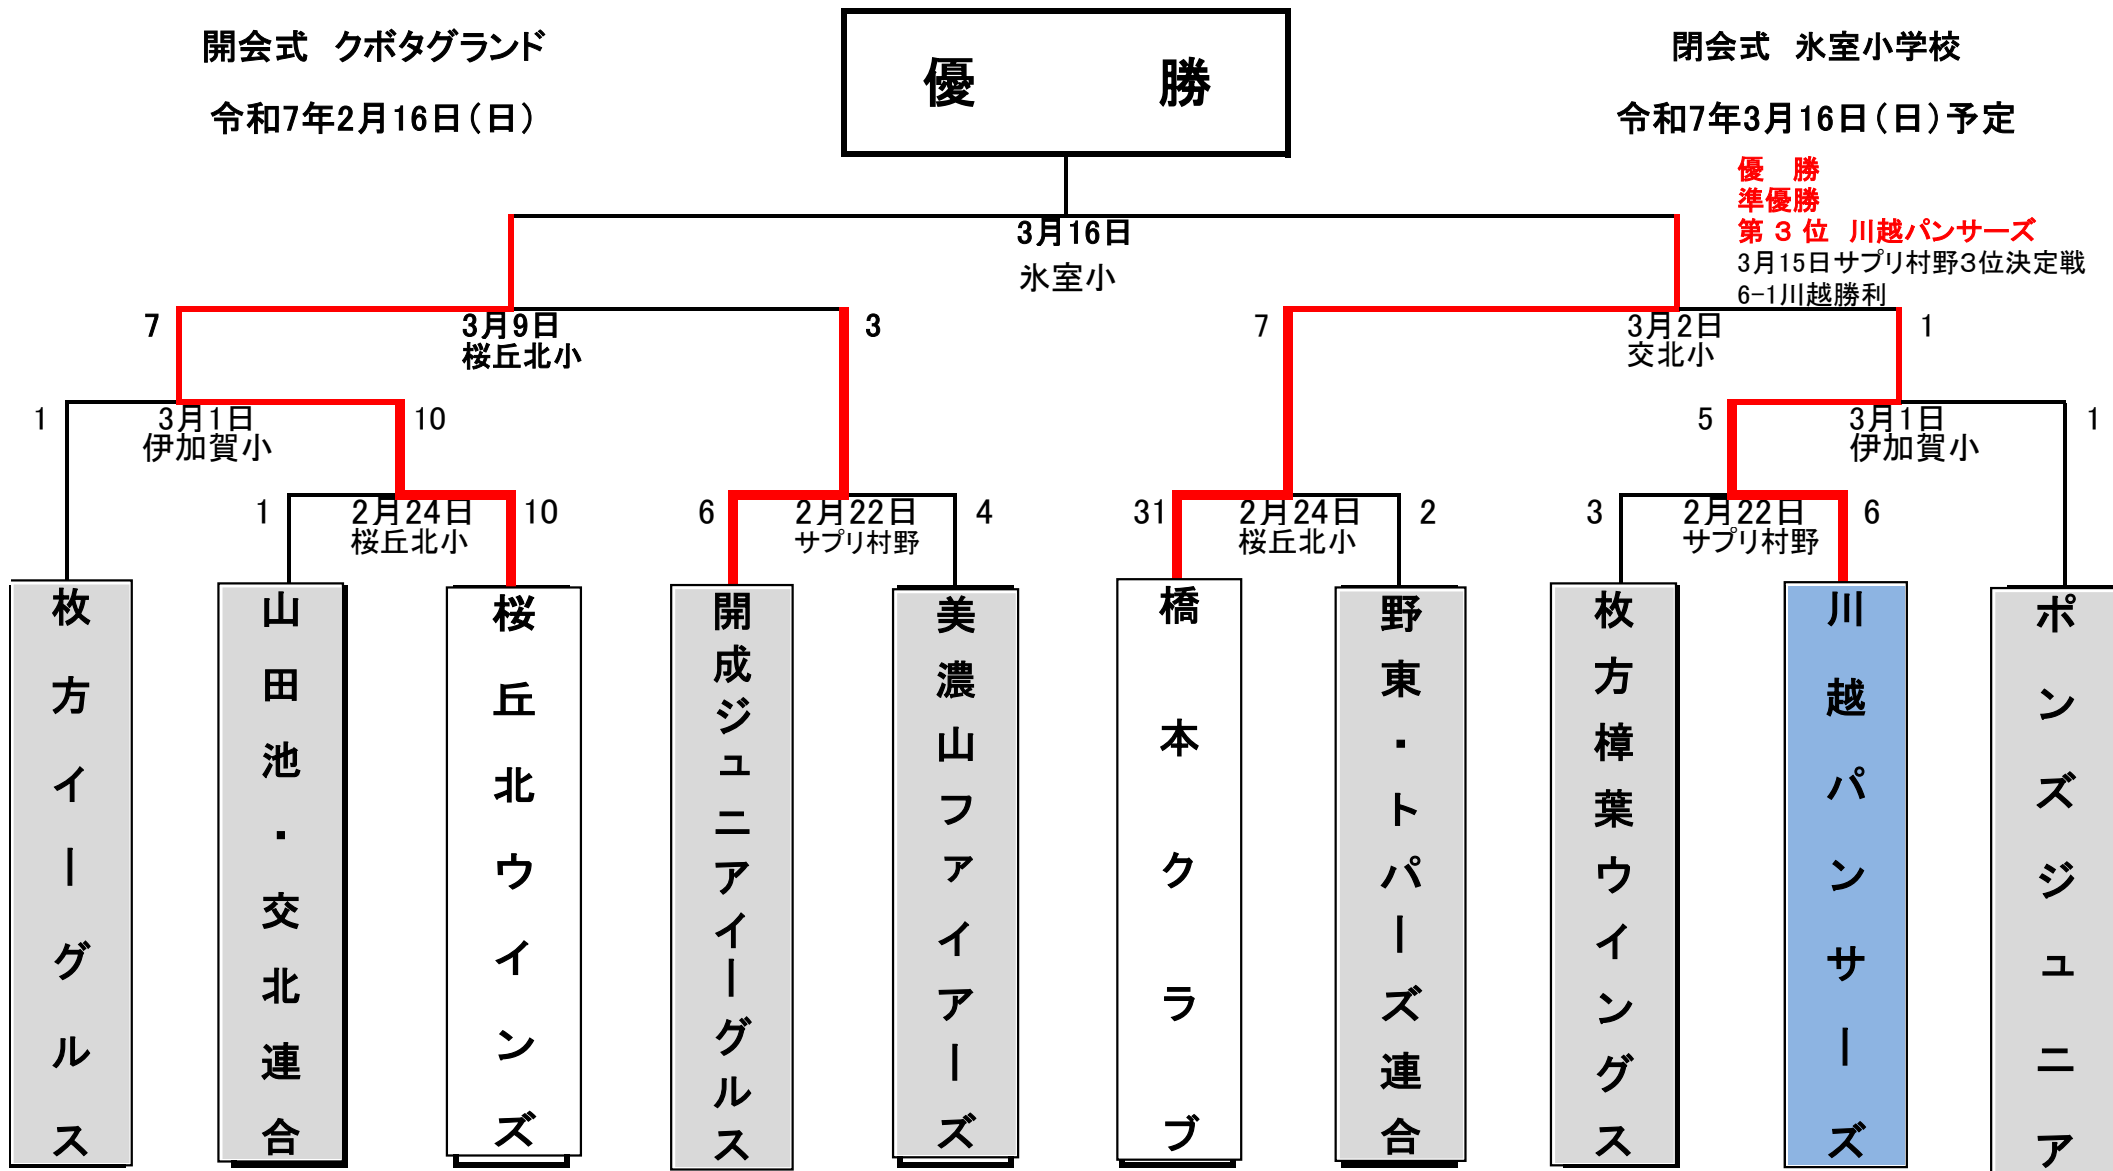 開会式　クボタグランド
令和7年2月16日（日）
優　勝
閉会式　氷室小学校
令和7年3月16日（日）予定
優　勝
準優勝
第 3 位　川越パンサーズ
3月15日サプリ村野3位決定戦
6-1川越勝利
3月16日
氷室小
7
3月9日
桜丘北小
3
7
3月2日
交北小
1
1
3月1日
伊加賀小
10
5
3月1日
伊加賀小
1
1
2月24日
桜丘北小
10
6
2月22日
サプリ村野
4
31
2月24日
桜丘北小
2
3
2月22日
サプリ村野
6
枚方イーグルス
山田池・交北連合
桜丘北ウインズ
開成ジュニアイーグルス
美濃山ファイアーズ
橋本クラブ
野東・トパーズ連合
枚方樟葉ウイングス
川越パンサーズ
ポンズジュニア